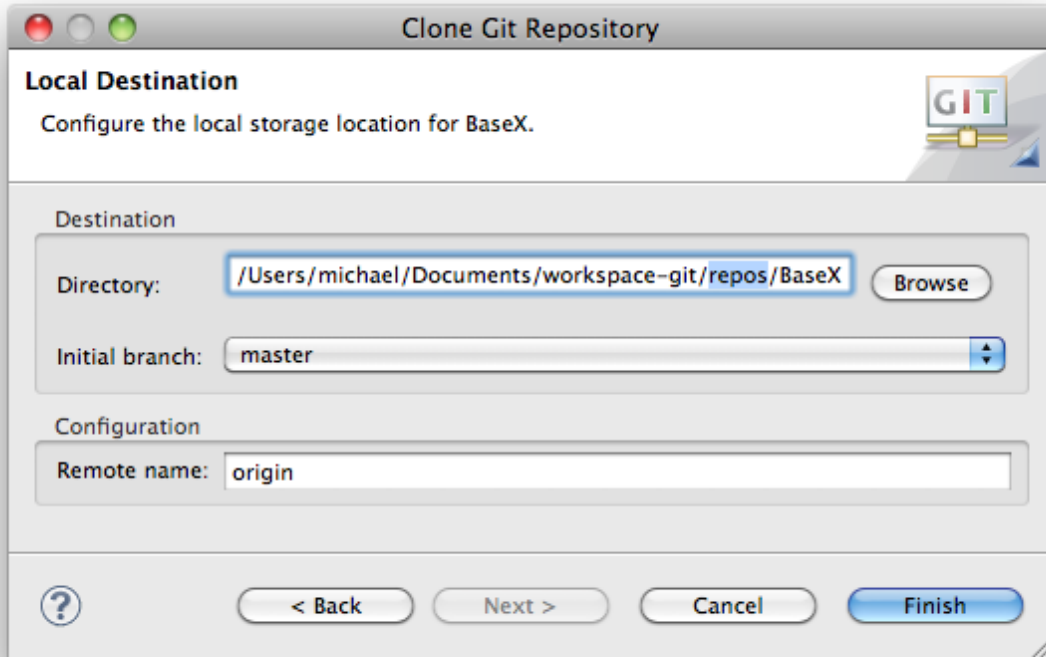 Clone Git Repository
Local Destination
Configure the local storage location for BaseX.
GIT
Destination
Directory: /Users/michael/Documents/workspace-git/repos/BaseX Browse
Initial branch: master
Configuration
Remote name: origin
? < Back Next > Cancel Finish